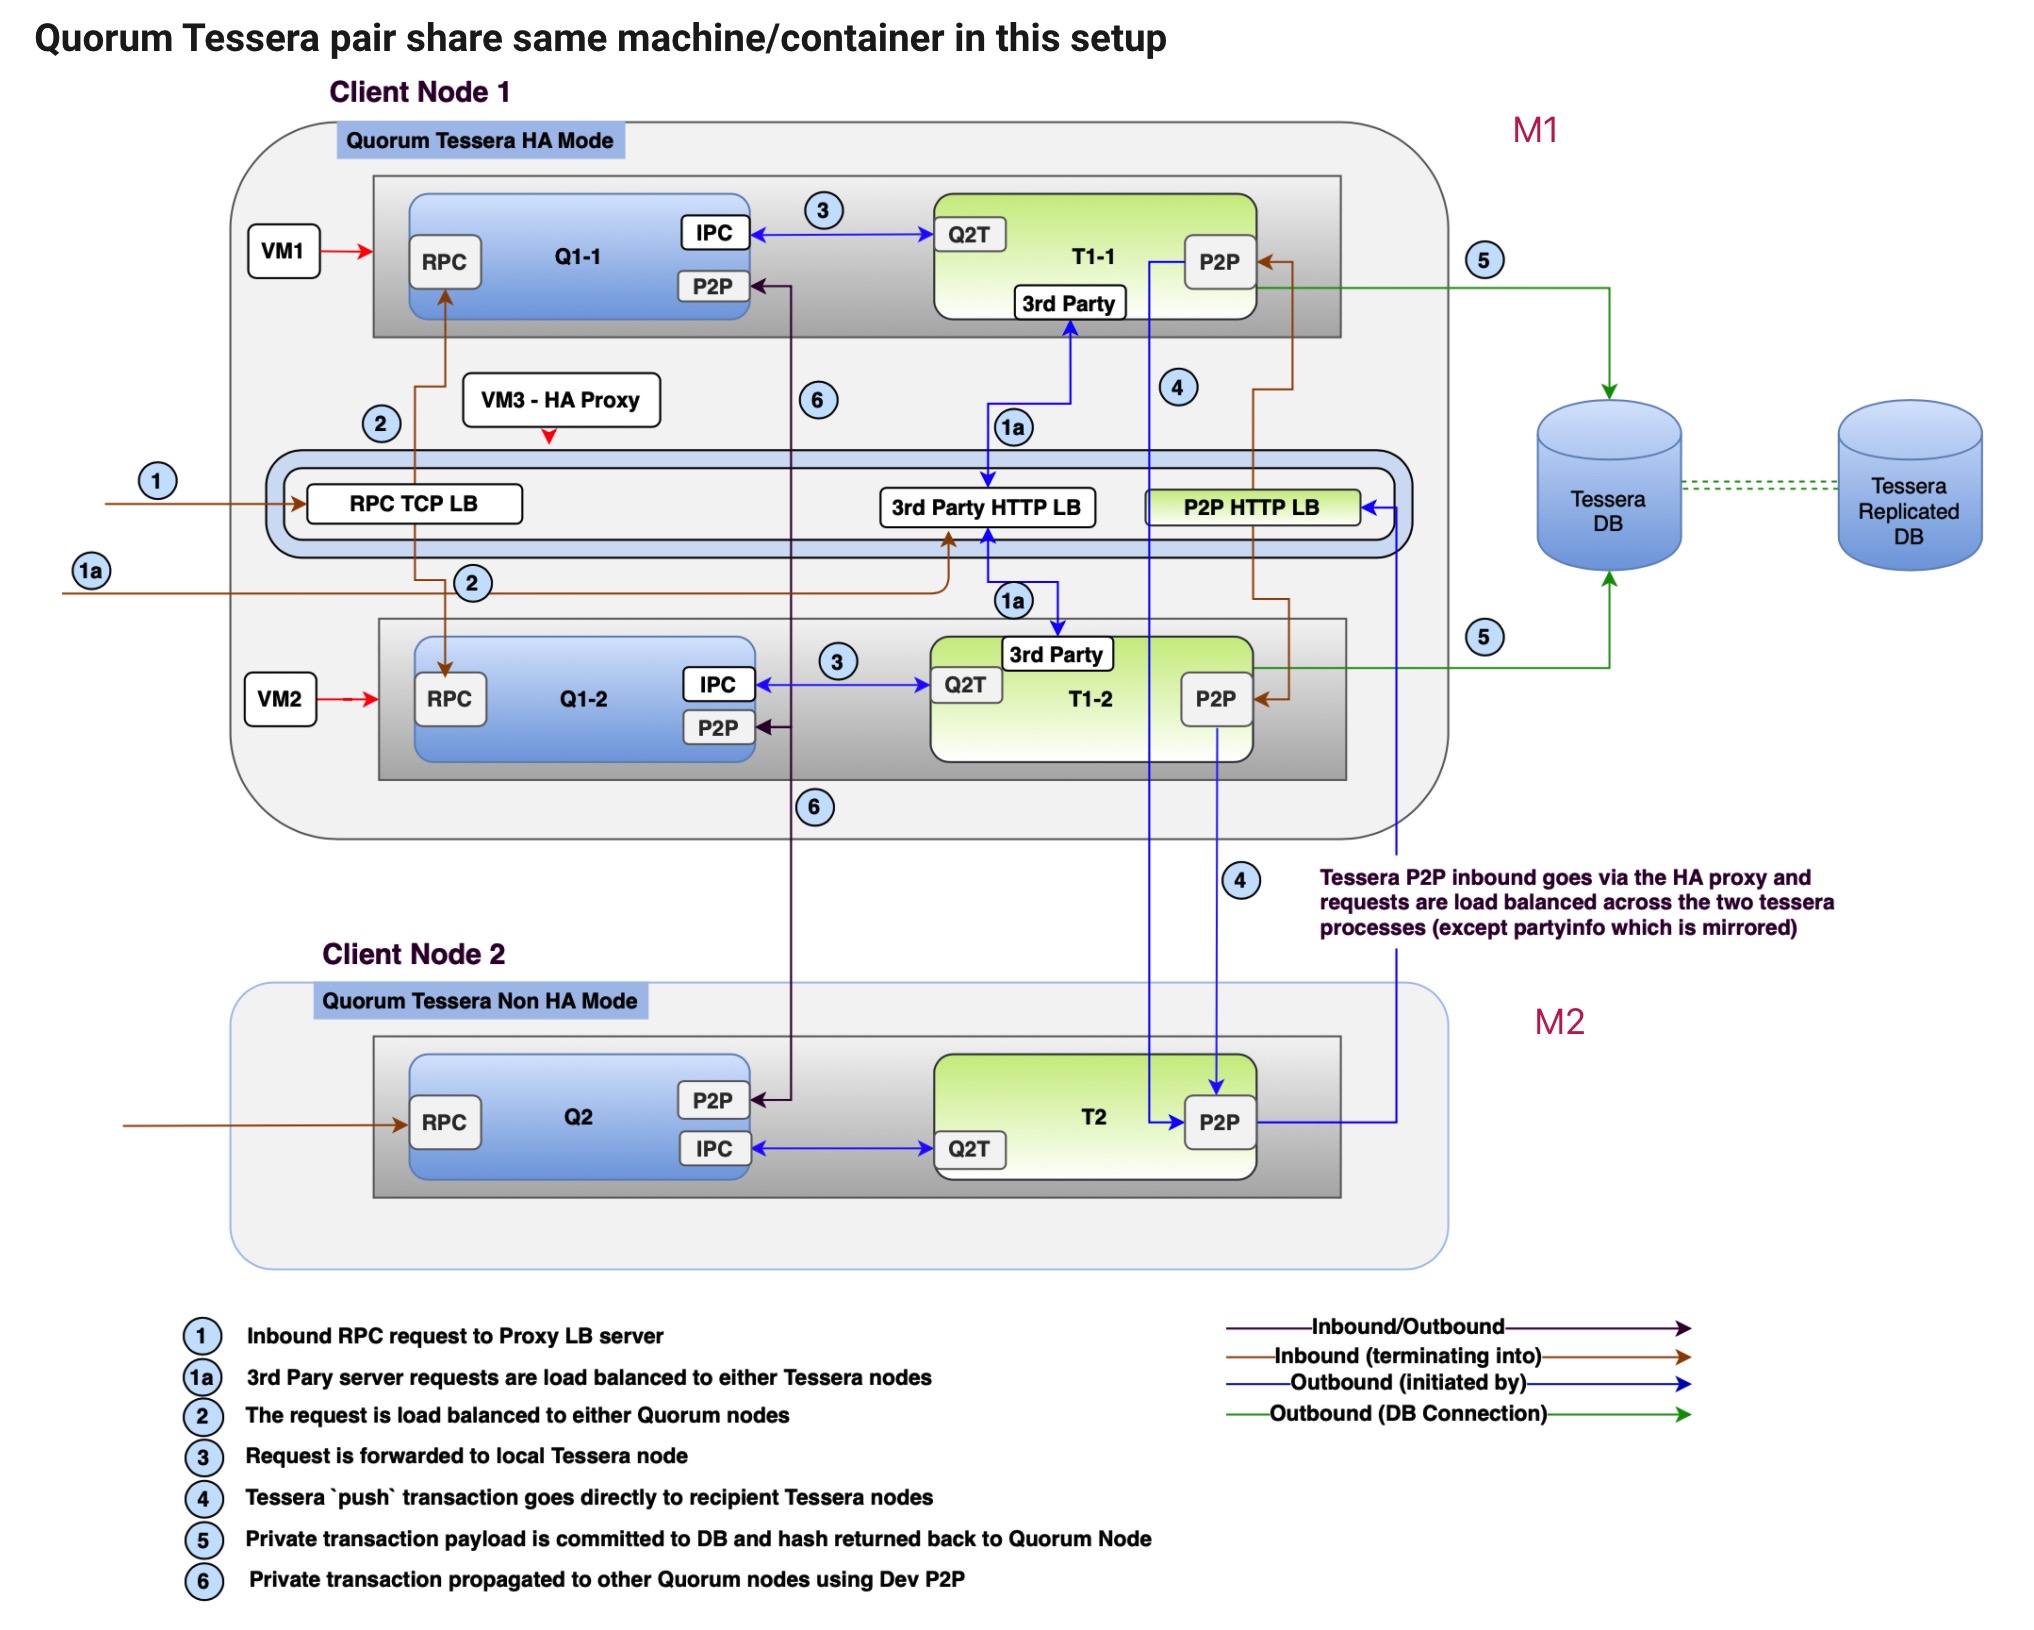 Quorum Tessera pair share same machine/container in this setup
Client Node 1
M1
Quorum Tessera HA Mode
VM1
RPC
Q1-1
IPC
P2P
3
Q2T
T1-1
P2P
3rd Party
5
VM3 - HA Proxy
2
6
1a
4
1
RPC TCP LB
3rd Party HTTP LB
P2P HTTP LB
Tessera
DB
Tessera
Replicated
DB
1a
2
1a
VM2
RPC
Q1-2
IPC
P2P
3
Q2T
3rd Party
T1-2
P2P
5
6
4
Tessera P2P inbound goes via the HA proxy and
requests are load balanced across the two tessera
processes (except partyinfo which is mirrored)
Client Node 2
M2
Quorum Tessera Non HA Mode
RPC
Q2
P2P
IPC
Q2T
T2
P2P
1 Inbound RPC request to Proxy LB server
1a 3rd Pary server requests are load balanced to either Tessera nodes
2 The request is load balanced to either Quorum nodes
3 Request is forwarded to local Tessera node
4 Tessera `push` transaction goes directly to recipient Tessera nodes
5 Private transaction payload is committed to DB and hash returned back to Quorum Node
6 Private transaction propagated to other Quorum nodes using Dev P2P
Inbound/Outbound
Inbound (terminating into)
Outbound (initiated by)
Outbound (DB Connection)